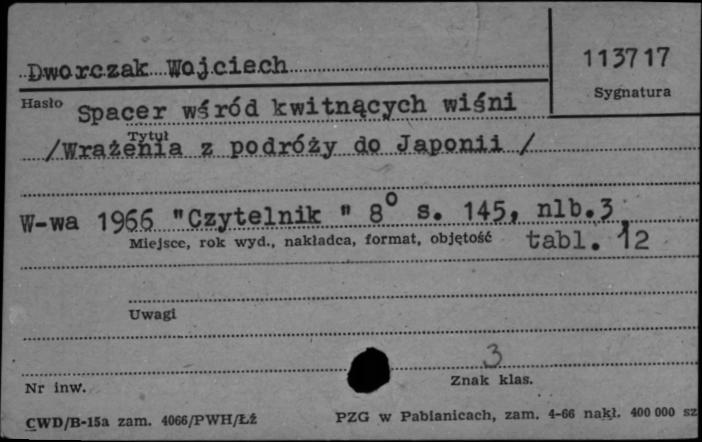 Dworczak Wojciech
113717
Hasło
Sygnatura
Spacer wśród kwitnących wiśni
Tytuł
/Wrażenia z podróży do Japonii /
W-wa 1966 "Czytelnik " 8° s. 145, nlb.3,
Miejsce, rok wyd., nakładca, format, objętość
tabl. 12
Uwagi
3
Nr inw.
Znak klas.
CWD/B-15a zam. 4066/PWH/Łź
PZG w Pabianicach, zam. 4-66 nakł. 400 000 sz